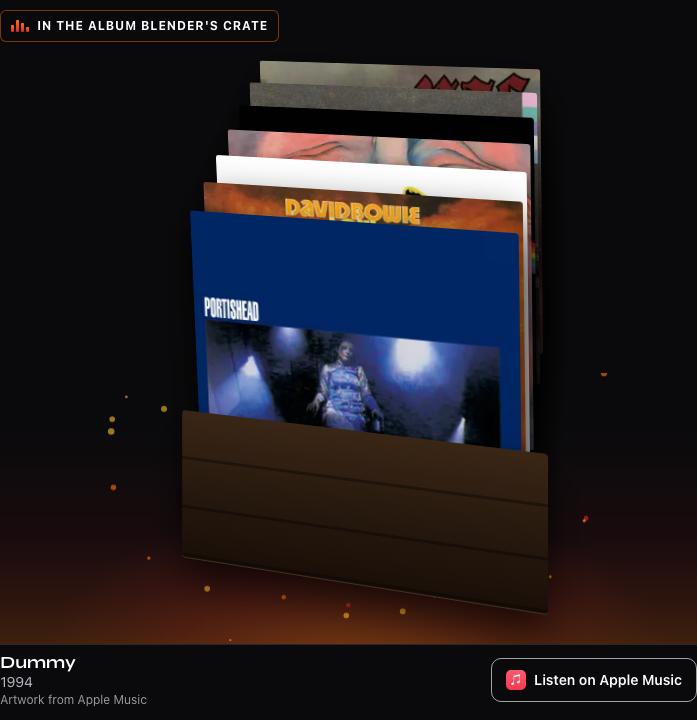 IN THE ALBUM BLENDER'S CRATE
DAVIDBOWIE
PORTISHEAD
Dummy
1994
Artwork from Apple Music
Listen on Apple Music